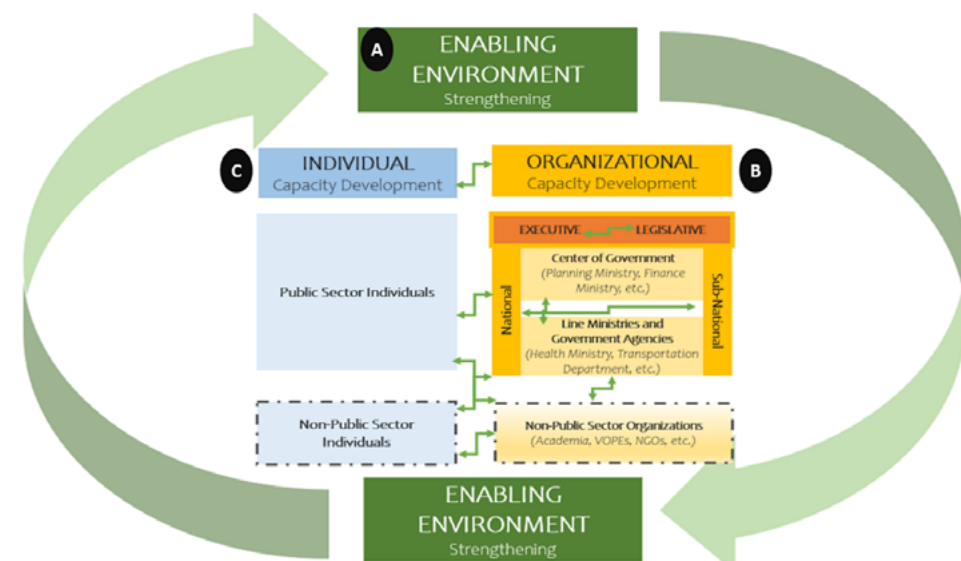 A
ENABLING
ENVIRONMENT
Strengthening
C
INDIVIDUAL
Capacity Development
ORGANIZATIONAL
Capacity Development
B
EXECUTIVE
LEGISLATIVE
National
Center of Government
(Planning Ministry, Finance
Ministry, etc.)
Sub-National
Line Ministries and
Government Agencies
(Health Ministry, Transportation
Department, etc.)
Public Sector Individuals
Non-Public Sector
Individuals
Non-Public Sector Organizations
(Academia, VOPEs, NGOs, etc.)
ENABLING
ENVIRONMENT
Strengthening